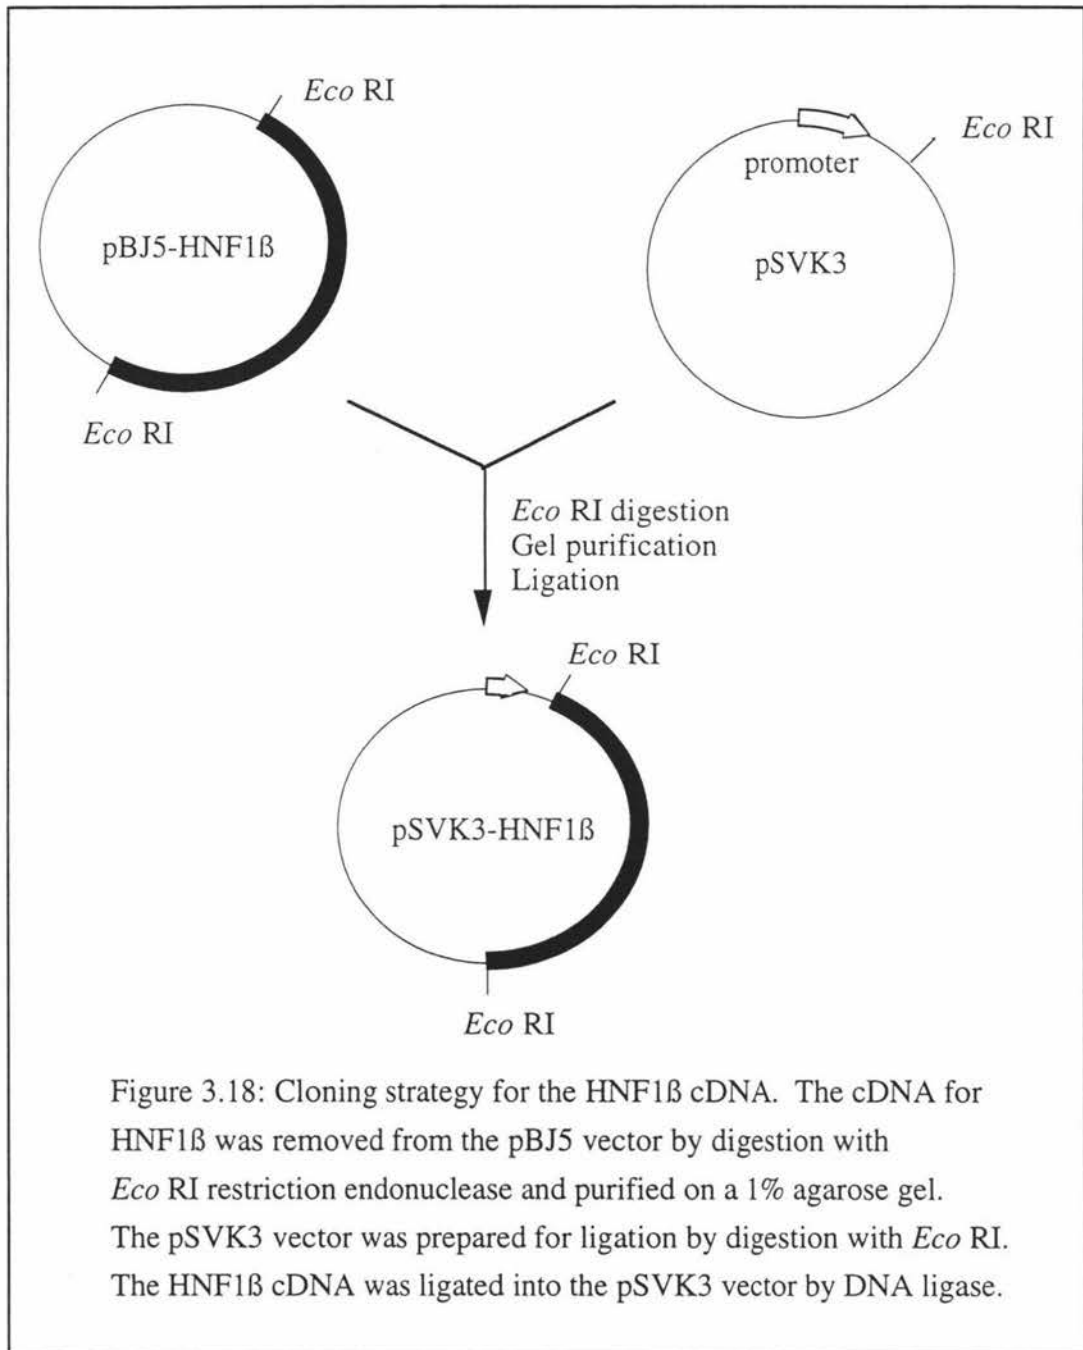 Eco RI
Eco RI
promoter
pBJ5-HNF1ß
pSVK3
Eco RI
Eco RI digestion
Gel purification
Ligation
Eco RI
pSVK3-HNF1ß
Eco RI
Figure 3.18: Cloning strategy for the HNF1ß cDNA. The cDNA for
HNF1ß was removed from the pBJ5 vector by digestion with
Eco RI restriction endonuclease and purified on a 1% agarose gel.
The pSVK3 vector was prepared for ligation by digestion with Eco RI.
The HNF1ß cDNA was ligated into the pSVK3 vector by DNA ligase.